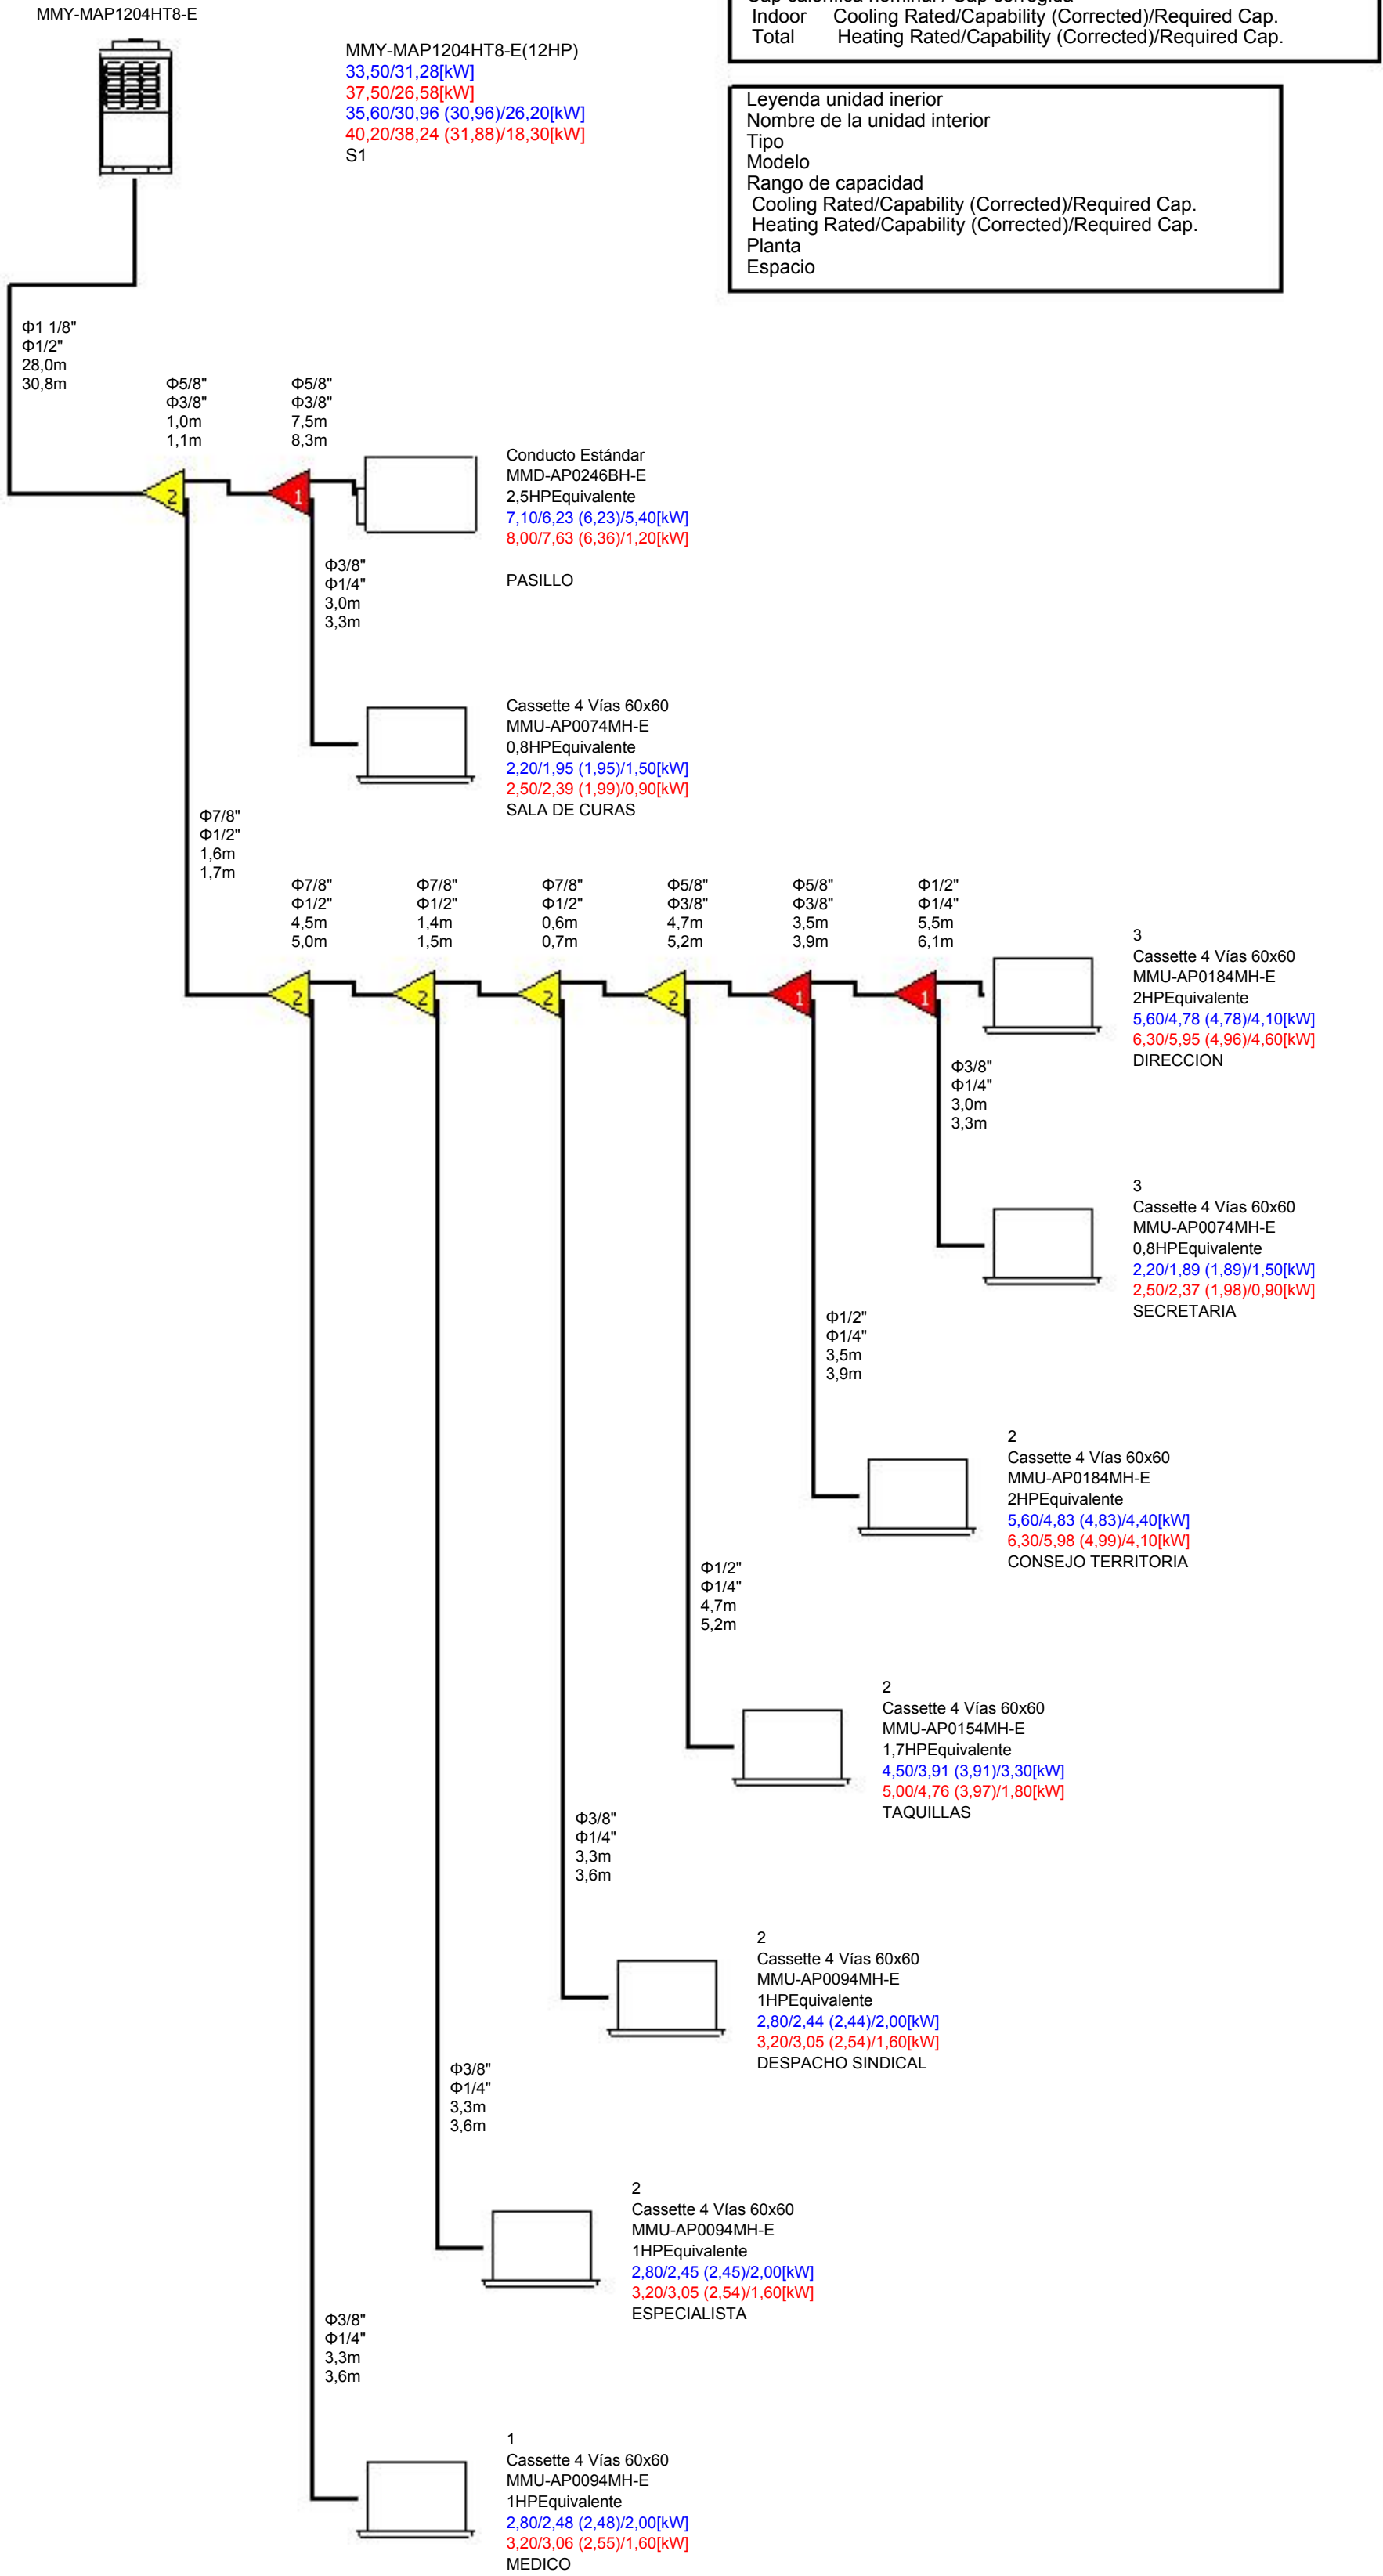 MMY-MAP1204HT8-E
MMY-MAP1204HT8-E(12HP)
33,50/31,28[kW]
37,50/26,58[kW]
35,60/30,96 (30,96)/26,20[kW]
40,20/38,24 (31,88)/18,30[kW]
S1
Indoor Cooling Rated/Capability (Corrected)/Required Cap.
Total Heating Rated/Capability (Corrected)/Required Cap.
Leyenda unidad inerior
Nombre de la unidad interior
Tipo
Modelo
Rango de capacidad
Cooling Rated/Capability (Corrected)/Required Cap.
Heating Rated/Capability (Corrected)/Required Cap.
Planta
Espacio
Φ1 1/8"
Φ1/2"
28,0m
30,8m
Φ5/8"
Φ3/8"
1,0m
1,1m
Φ5/8"
Φ3/8"
7,5m
8,3m
2
1
Conducto Estándar
MMD-AP0246BH-E
2,5HPEquivalente
7,10/6,23 (6,23)/5,40[kW]
8,00/7,63 (6,36)/1,20[kW]
PASILLO
Φ3/8"
Φ1/4"
3,0m
3,3m
Cassette 4 Vías 60x60
MMU-AP0074MH-E
0,8HPEquivalente
2,20/1,95 (1,95)/1,50[kW]
2,50/2,39 (1,99)/0,90[kW]
SALA DE CURAS
Φ7/8"
Φ1/2"
1,6m
1,7m
Φ7/8"
Φ1/2"
4,5m
5,0m
Φ7/8"
Φ1/2"
1,4m
1,5m
Φ7/8"
Φ1/2"
0,6m
0,7m
Φ5/8"
Φ3/8"
4,7m
5,2m
Φ5/8"
Φ3/8"
3,5m
3,9m
Φ1/2"
Φ1/4"
5,5m
6,1m
2
2
2
2
1
1
3
Cassette 4 Vías 60x60
MMU-AP0184MH-E
2HPEquivalente
5,60/4,78 (4,78)/4,10[kW]
6,30/5,95 (4,96)/4,60[kW]
DIRECCION
Φ3/8"
Φ1/4"
3,0m
3,3m
3
Cassette 4 Vías 60x60
MMU-AP0074MH-E
0,8HPEquivalente
2,20/1,89 (1,89)/1,50[kW]
2,50/2,37 (1,98)/0,90[kW]
SECRETARIA
Φ1/2"
Φ1/4"
3,5m
3,9m
2
Cassette 4 Vías 60x60
MMU-AP0184MH-E
2HPEquivalente
5,60/4,83 (4,83)/4,40[kW]
6,30/5,98 (4,99)/4,10[kW]
CONSEJO TERRITORIA
Φ1/2"
Φ1/4"
4,7m
5,2m
2
Cassette 4 Vías 60x60
MMU-AP0154MH-E
1,7HPEquivalente
4,50/3,91 (3,91)/3,30[kW]
5,00/4,76 (3,97)/1,80[kW]
TAQUILLAS
Φ3/8"
Φ1/4"
3,3m
3,6m
2
Cassette 4 Vías 60x60
MMU-AP0094MH-E
1HPEquivalente
2,80/2,44 (2,44)/2,00[kW]
3,20/3,05 (2,54)/1,60[kW]
DESPACHO SINDICAL
Φ3/8"
Φ1/4"
3,3m
3,6m
2
Cassette 4 Vías 60x60
MMU-AP0094MH-E
1HPEquivalente
2,80/2,45 (2,45)/2,00[kW]
3,20/3,05 (2,54)/1,60[kW]
ESPECIALISTA
Φ3/8"
Φ1/4"
3,3m
3,6m
1
Cassette 4 Vías 60x60
MMU-AP0094MH-E
1HPEquivalente
2,80/2,48 (2,48)/2,00[kW]
3,20/3,06 (2,55)/1,60[kW]
MEDICO